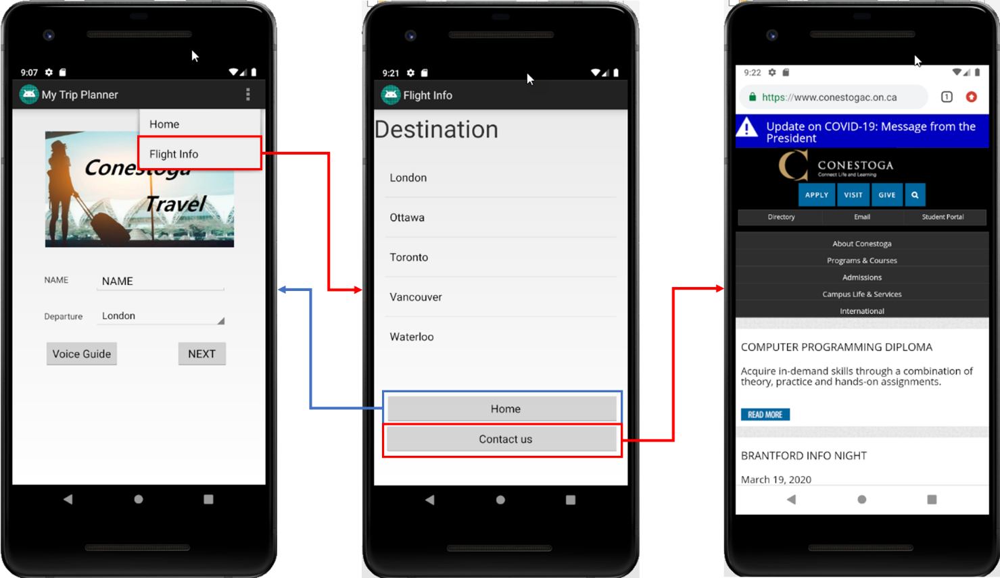 9:07
My Trip Planner
Home
Flight Info
Conestoga
Travel
NAME
NAME
Departure
London
Voice Guide
NEXT
9:21
Flight Info
Destination
London
Ottawa
Toronto
Vancouver
Waterloo
Home
Contact us
9:22
https://www.conestogac.on.ca
1
Update on COVID-19: Message from the
President
CONESTOGA
Connect Life and Learning
APPLY
VISIT
GIVE
Directory
Email
Student Portal
About Conestoga
Programs & Courses
Admissions
Campus Life & Services
International
COMPUTER PROGRAMMING DIPLOMA
Acquire in-demand skills through a combination of
theory, practice and hands-on assignments.
READ MORE
BRANTFORD INFO NIGHT
March 19, 2020